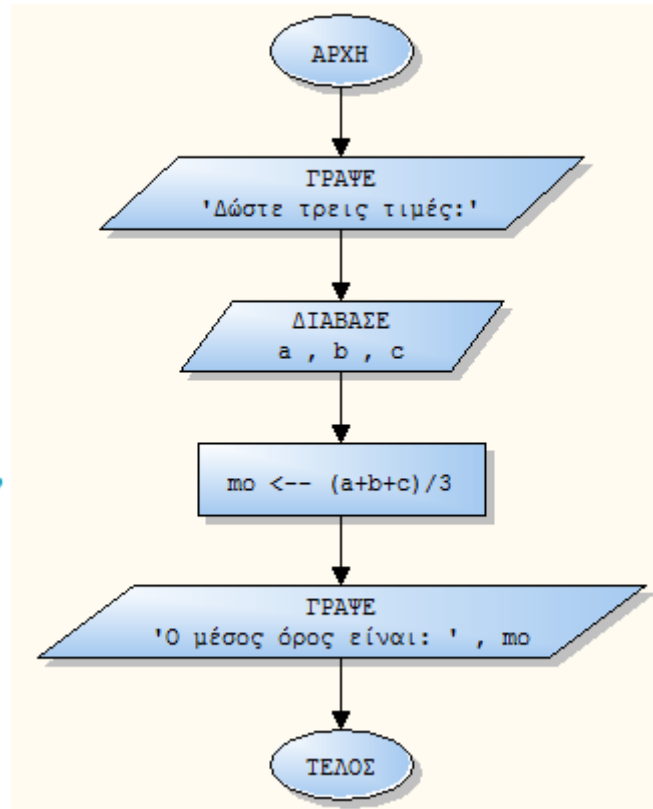 ΑΡΧΗ
ΓΡΑΨΕ
'Δώστε τρεις τιμές:'
ΔΙΑΒΑΣΕ
a , b , c
mo <-- (a+b+c)/3
ΓΡΑΨΕ
'Ο μέσος όρος είναι: ' , mo
ΤΕΛΟΣ